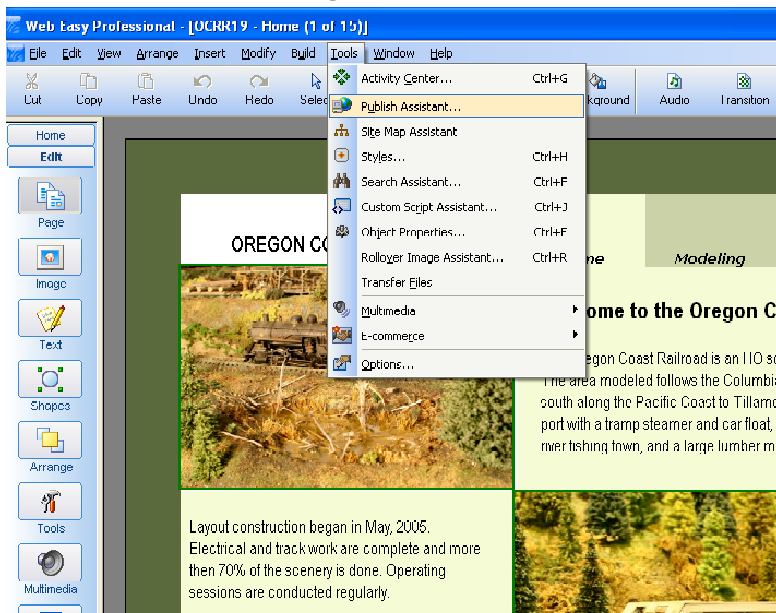 Web Easy Professional - [OCRR19 - Home (1 of 15)]
File Edit View Arrange Insert Modify Build Tools Window Help
Cut Copy Paste Undo Redo Selec kground Audio Transition
Activity Center... Ctrl+G
Publish Assistant...
Site Map Assistant
Styles... Ctrl+H
Search Assistant... Ctrl+F
Custom Script Assistant... Ctrl+J
Object Properties... Ctrl+E
Rollover Image Assistant... Ctrl+R
Transfer Files
Multimedia
E-commerce
Options...
Home
Edit
Page
Image
Text
Shapes
Arrange
Tools
Multimedia
OREGON CO
me Modeling
ome to the Oregon C
egon Coast Railroad is an HO sc
The area modeled follows the Columbia
south along the Pacific Coast to Tillamo
port with a tramp steamer and car float,
river fishing town, and a large lumber m
Layout construction began in May, 2005.
Electrical and track work are complete and more
then 70% of the scenery is done. Operating
sessions are conducted regularly.